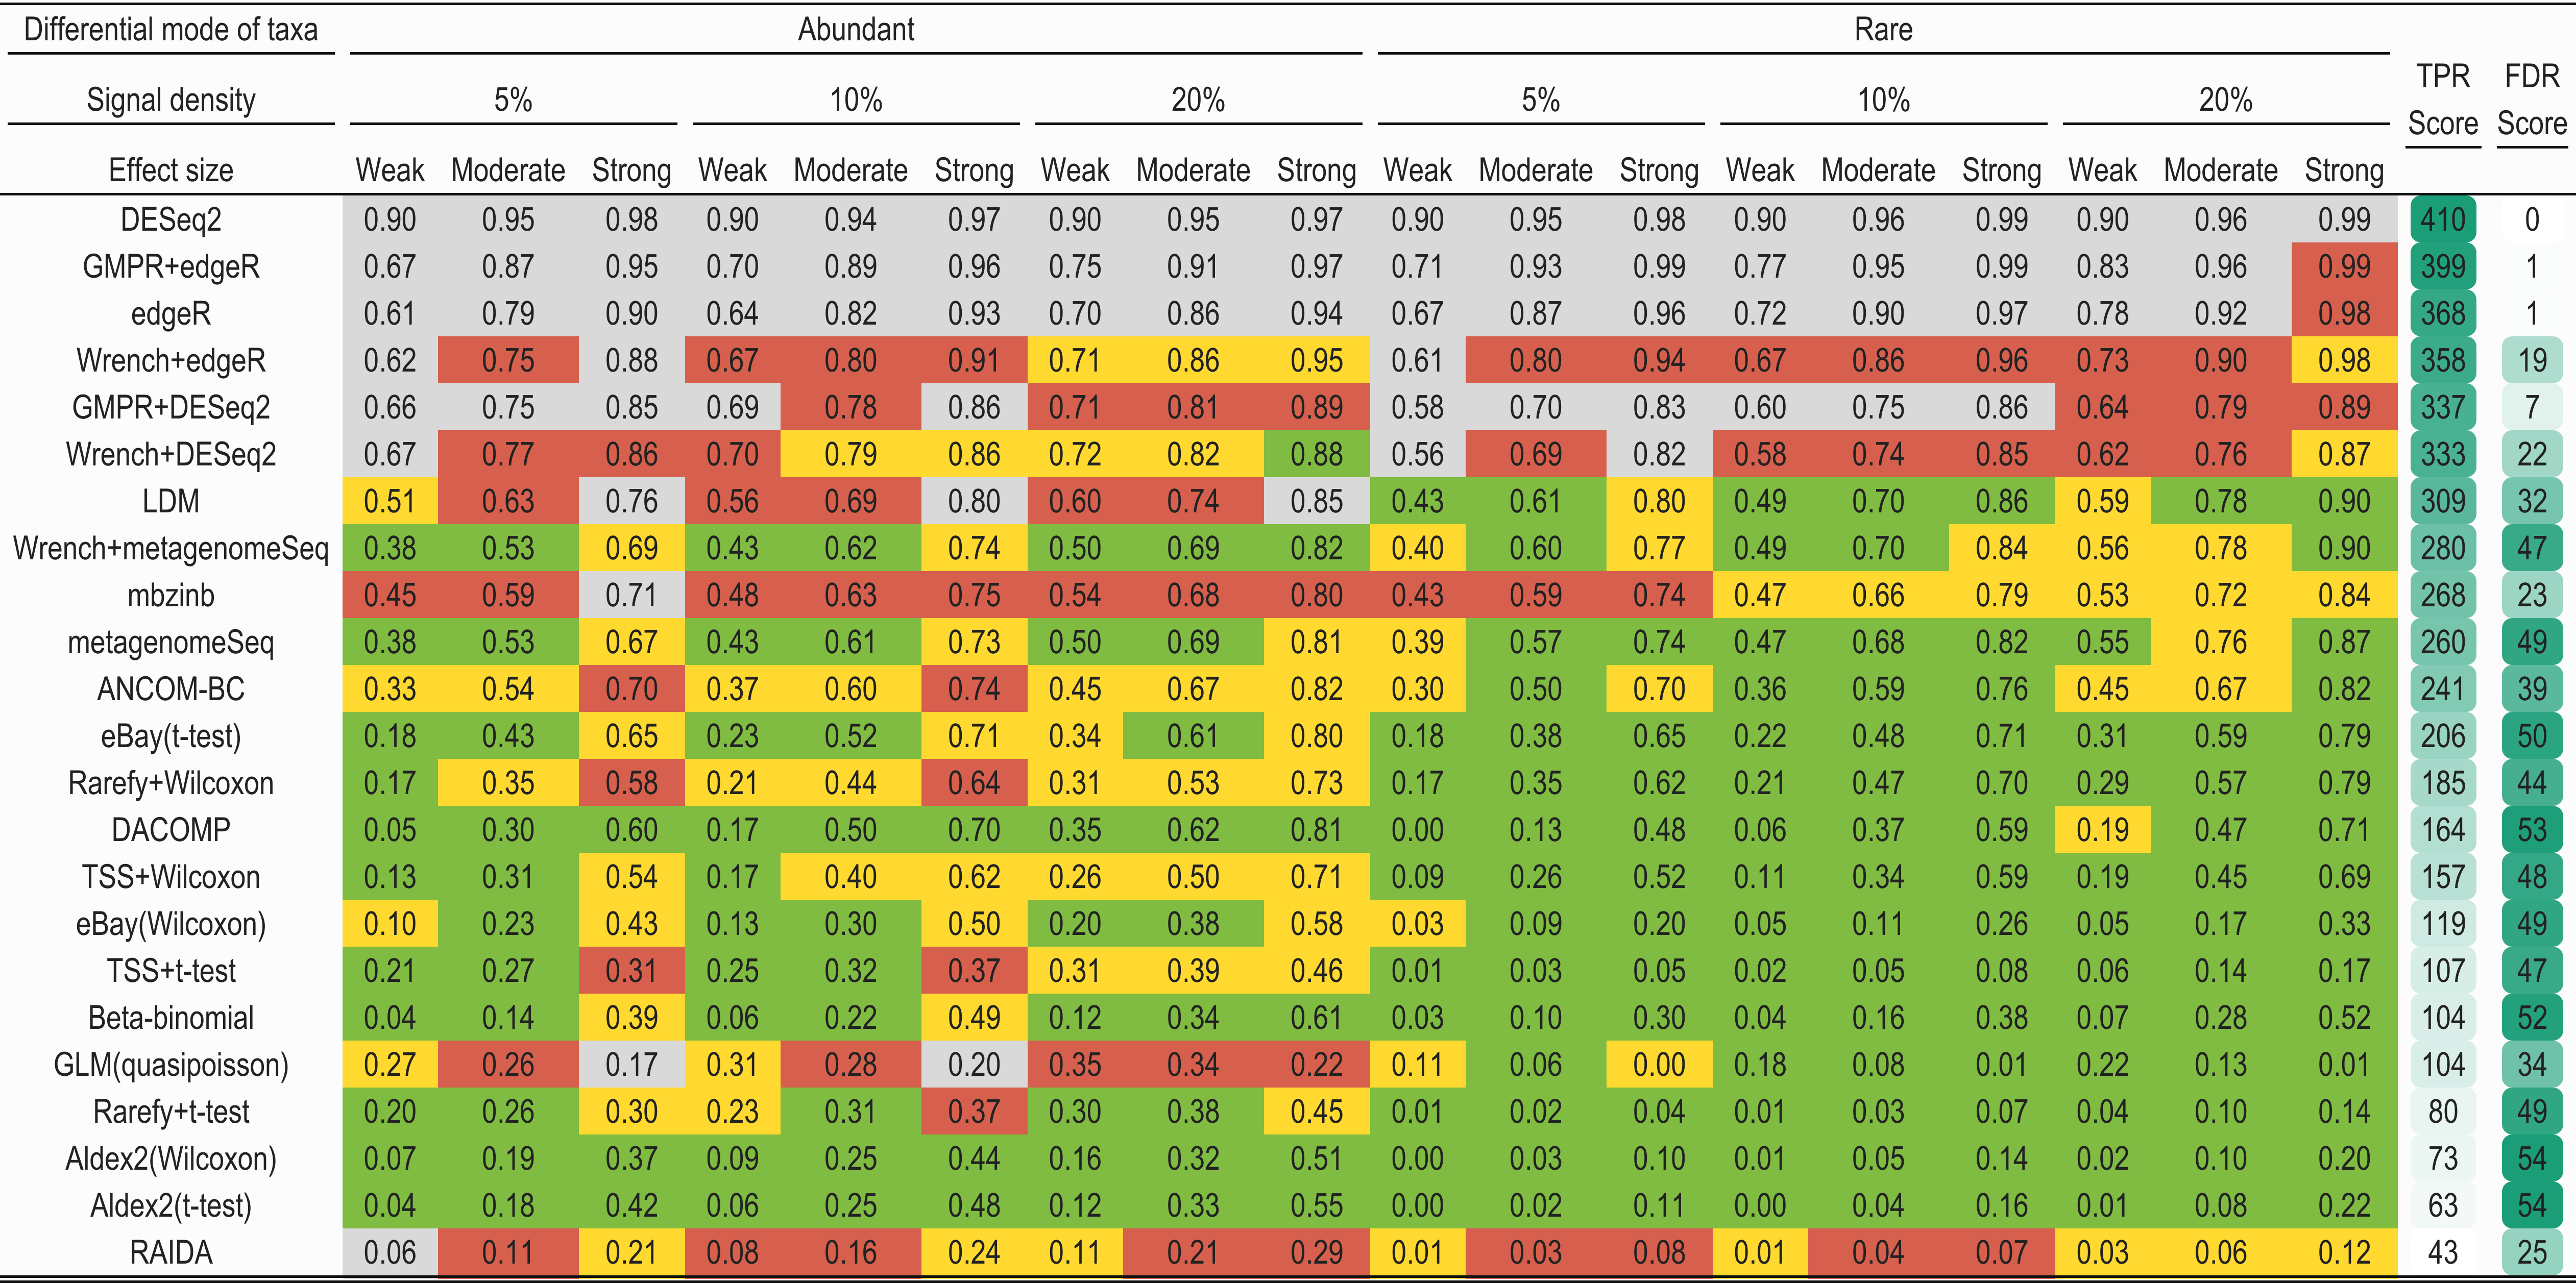 Differential mode of taxa Abundant Rare
TPR FDR
Signal density 5% 10% 20% 5% 10% 20%
Score Score
Effect size Weak Moderate Strong Weak Moderate Strong Weak Moderate Strong Weak Moderate Strong Weak Moderate Strong Weak Moderate Strong
DESeq2 0.90 0.95 0.98 0.90 0.94 0.97 0.90 0.95 0.97 0.90 0.95 0.98 0.90 0.96 0.99 0.90 0.96 0.99 410 0
GMPR+edgeR 0.67 0.87 0.95 0.70 0.89 0.96 0.75 0.91 0.97 0.71 0.93 0.99 0.77 0.95 0.99 0.83 0.96 0.99 399 1
edgeR 0.61 0.79 0.90 0.64 0.82 0.93 0.70 0.86 0.94 0.67 0.87 0.96 0.72 0.90 0.97 0.78 0.92 0.98 368 1
Wrench+edgeR 0.62 0.75 0.88 0.67 0.80 0.91 0.71 0.86 0.95 0.61 0.80 0.94 0.67 0.86 0.96 0.73 0.90 0.98 358 19
GMPR+DESeq2 0.66 0.75 0.85 0.69 0.78 0.86 0.71 0.81 0.89 0.58 0.70 0.83 0.60 0.75 0.86 0.64 0.79 0.89 337 7
Wrench+DESeq2 0.67 0.77 0.86 0.70 0.79 0.86 0.72 0.82 0.88 0.56 0.69 0.82 0.58 0.74 0.85 0.62 0.76 0.87 333 22
LDM 0.51 0.63 0.76 0.56 0.69 0.80 0.60 0.74 0.85 0.43 0.61 0.80 0.49 0.70 0.86 0.59 0.78 0.90 309 32
Wrench+metagenomeSeq 0.38 0.53 0.69 0.43 0.62 0.74 0.50 0.69 0.82 0.40 0.60 0.77 0.49 0.70 0.84 0.56 0.78 0.90 280 47
mbzinb 0.45 0.59 0.71 0.48 0.63 0.75 0.54 0.68 0.80 0.43 0.59 0.74 0.47 0.66 0.79 0.53 0.72 0.84 268 23
metagenomeSeq 0.38 0.53 0.67 0.43 0.61 0.73 0.50 0.69 0.81 0.39 0.57 0.74 0.47 0.68 0.82 0.55 0.76 0.87 260 49
ANCOM-BC 0.33 0.54 0.70 0.37 0.60 0.74 0.45 0.67 0.82 0.30 0.50 0.70 0.36 0.59 0.76 0.45 0.67 0.82 241 39
eBay(t-test) 0.18 0.43 0.65 0.23 0.52 0.71 0.34 0.61 0.80 0.18 0.38 0.65 0.22 0.48 0.71 0.31 0.59 0.79 206 50
Rarefy+Wilcoxon 0.17 0.35 0.58 0.21 0.44 0.64 0.31 0.53 0.73 0.17 0.35 0.62 0.21 0.47 0.70 0.29 0.57 0.79 185 44
DACOMP 0.05 0.30 0.60 0.17 0.50 0.70 0.35 0.62 0.81 0.00 0.13 0.48 0.06 0.37 0.59 0.19 0.47 0.71 164 53
TSS+Wilcoxon 0.13 0.31 0.54 0.17 0.40 0.62 0.26 0.50 0.71 0.09 0.26 0.52 0.11 0.34 0.59 0.19 0.45 0.69 157 48
eBay(Wilcoxon) 0.10 0.23 0.43 0.13 0.30 0.50 0.20 0.38 0.58 0.03 0.09 0.20 0.05 0.11 0.26 0.05 0.17 0.33 119 49
TSS+t-test 0.21 0.27 0.31 0.25 0.32 0.37 0.31 0.39 0.46 0.01 0.03 0.05 0.02 0.05 0.08 0.06 0.14 0.17 107 47
Beta-binomial 0.04 0.14 0.39 0.06 0.22 0.49 0.12 0.34 0.61 0.03 0.10 0.30 0.04 0.16 0.38 0.07 0.28 0.52 104 52
GLM(quasipoisson) 0.27 0.26 0.17 0.31 0.28 0.20 0.35 0.34 0.22 0.11 0.06 0.00 0.18 0.08 0.01 0.22 0.13 0.01 104 34
Rarefy+t-test 0.20 0.26 0.30 0.23 0.31 0.37 0.30 0.38 0.45 0.01 0.02 0.04 0.01 0.03 0.07 0.04 0.10 0.14 80 49
Aldex2(Wilcoxon) 0.07 0.19 0.37 0.09 0.25 0.44 0.16 0.32 0.51 0.00 0.03 0.10 0.01 0.05 0.14 0.02 0.10 0.20 73 54
Aldex2(t-test) 0.04 0.18 0.42 0.06 0.25 0.48 0.12 0.33 0.55 0.00 0.02 0.11 0.00 0.04 0.16 0.01 0.08 0.22 63 54
RAIDA 0.06 0.11 0.21 0.08 0.16 0.24 0.11 0.21 0.29 0.01 0.03 0.08 0.01 0.04 0.07 0.03 0.06 0.12 43 25